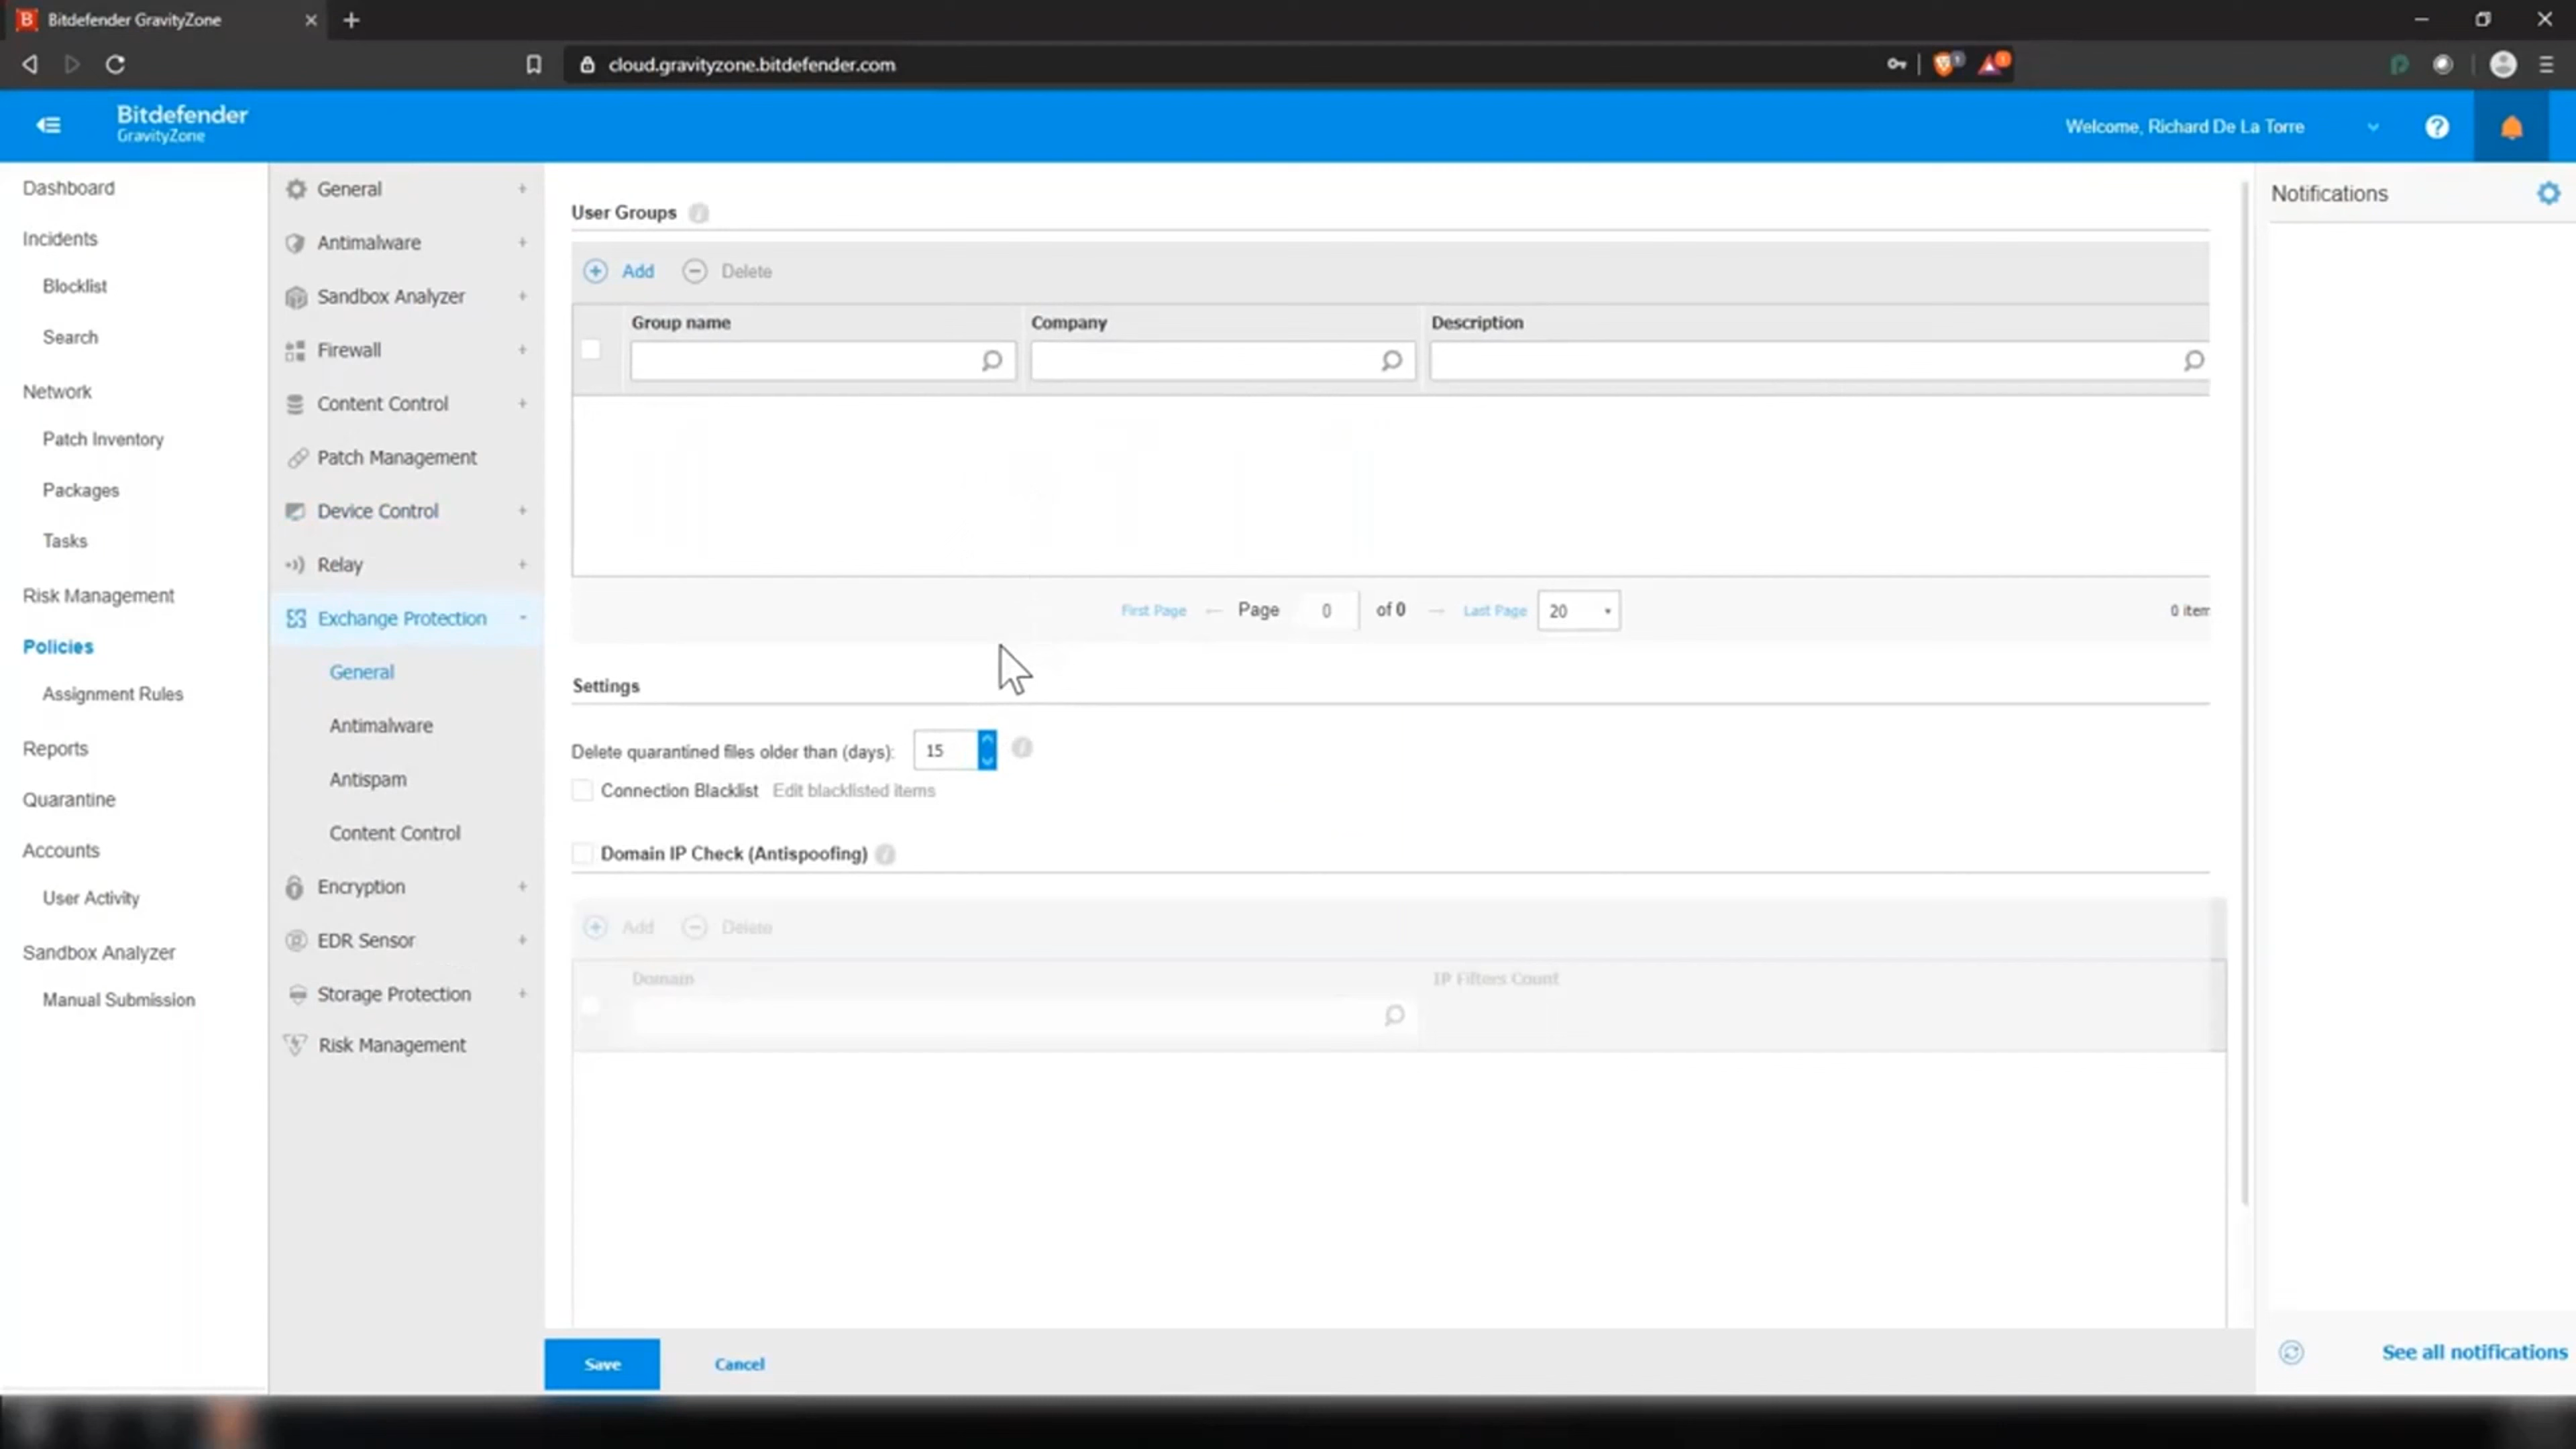 Bitdefender GravityZone
cloud.gravityzone.bitdefender.com
Bitdefender
GravityZone
Welcome, Richard De La Torre
Dashboard
Incidents
Blocklist
Search
Network
Patch Inventory
Packages
Tasks
Risk Management
Policies
Assignment Rules
Reports
Quarantine
Accounts
User Activity
Sandbox Analyzer
Manual Submission
General
Antimalware
Sandbox Analyzer
Firewall
Content Control
Patch Management
Device Control
Relay
Exchange Protection
General
Antimalware
Antispam
Content Control
Encryption
EDR Sensor
Storage Protection
Risk Management
User Groups
Add Delete
Group name Company Description
First Page Page 0 of 0 Last Page 20 0 item
Settings
Delete quarantined files older than (days): 15
Connection Blacklist Edit blacklisted items
Domain IP Check (Antispoofing)
Add Delete
Domain IP Filters Count
Save Cancel
Notifications
See all notifications